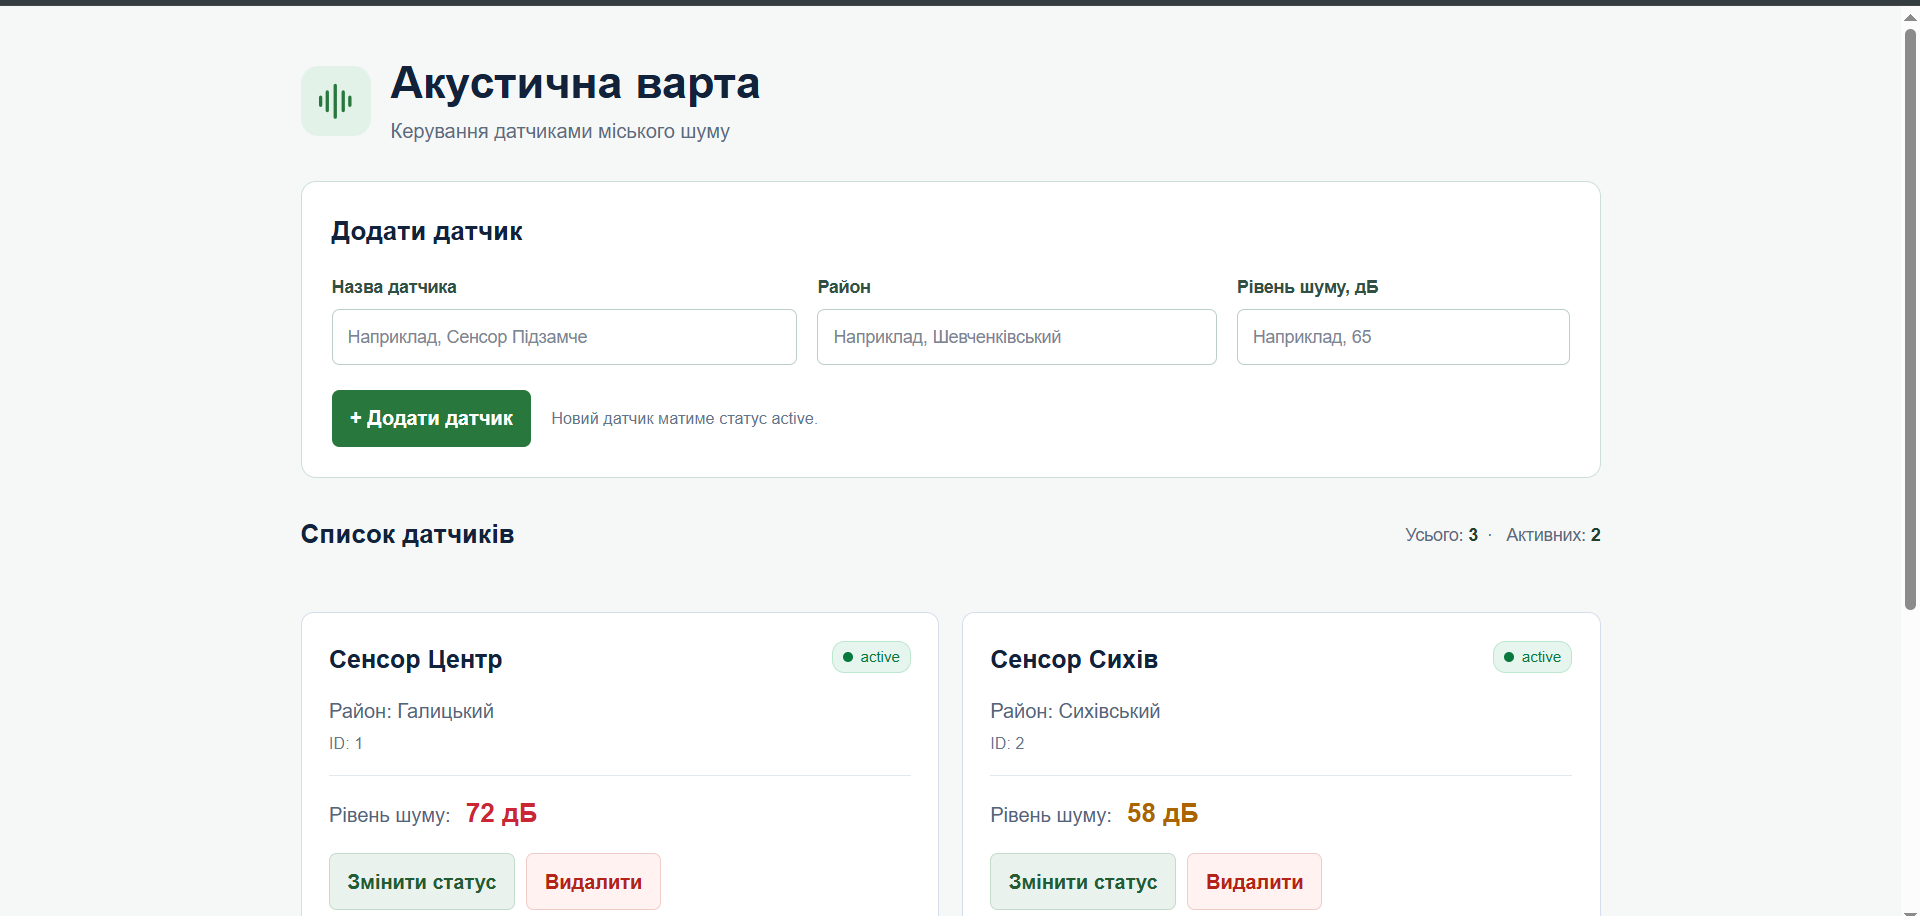 Акустична варта
Керування датчиками міського шуму
Додати датчик
Назва датчика
Район
Рівень шуму, дБ
Наприклад, Сенсор Підзамче
Наприклад, Шевченківський
Наприклад, 65
+ Додати датчик
Новий датчик матиме статус active.
Список датчиків
Усього: 3 · Активних: 2
Сенсор Центр
active
Район: Галицький
ID: 1
Рівень шуму: 72 дБ
Змінити статус
Видалити
Сенсор Сихів
active
Район: Сихівський
ID: 2
Рівень шуму: 58 дБ
Змінити статус
Видалити